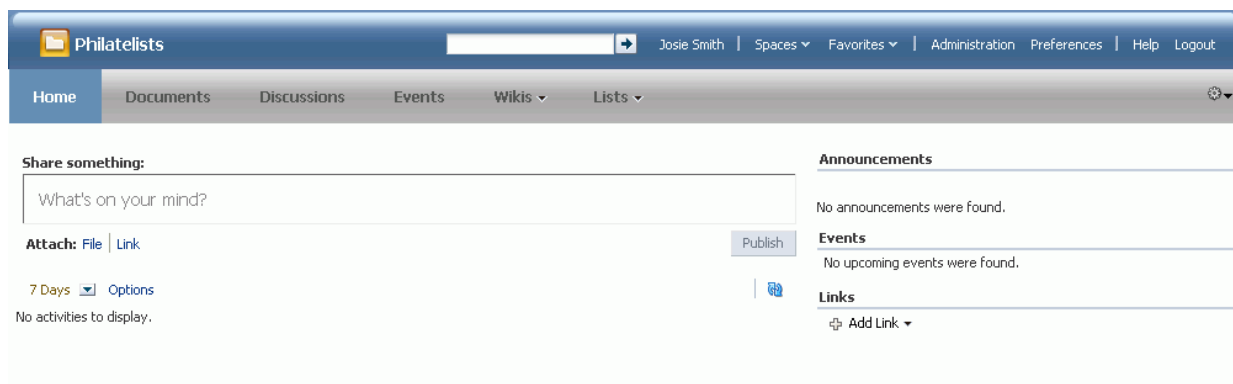 Philatelists
Josie Smith | Spaces | Favorites | Administration Preferences | Help Logout
Home Documents Discussions Events Wikis Lists
Share something:
What's on your mind?
Attach: File | Link
Publish
7 Days Options
No activities to display.
Announcements
No announcements were found.
Events
No upcoming events were found.
Links
Add Link